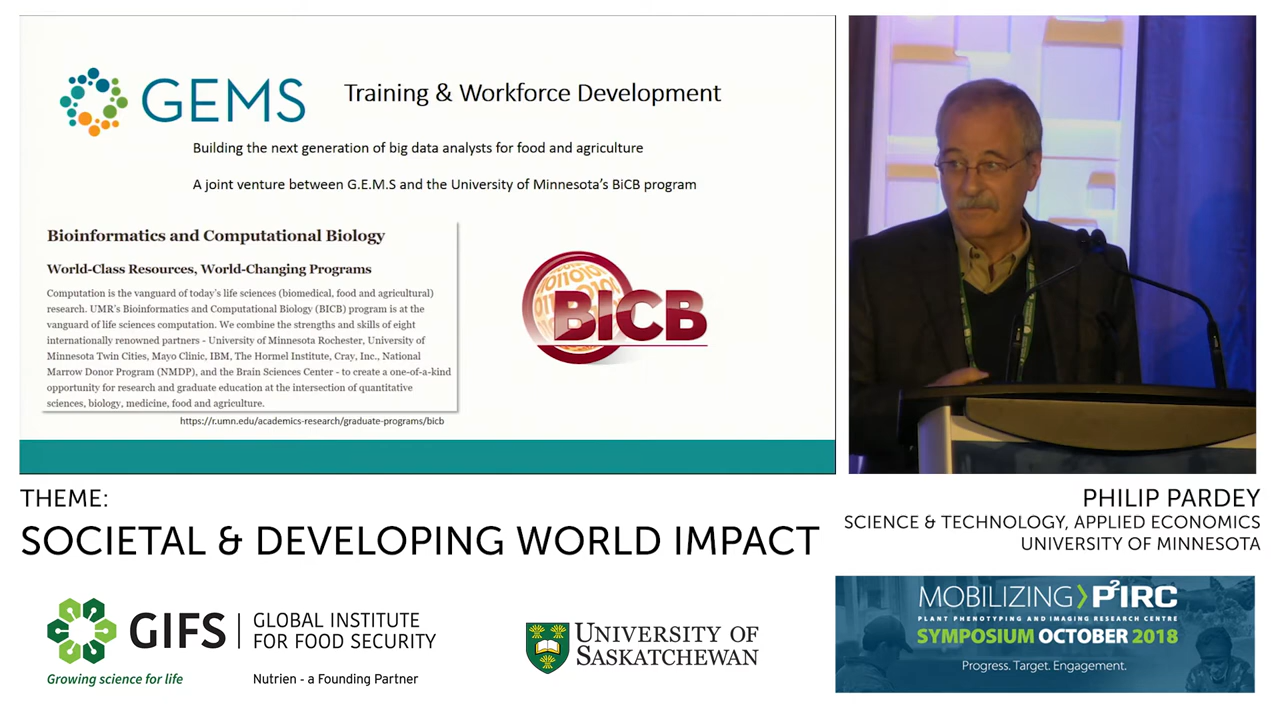 GEMS
Training & Workforce Development
Building the next generation of big data analysts for food and agriculture
A joint venture between G.E.M.S and the University of Minnesota's BiCB program
Bioinformatics and Computational Biology
World-Class Resources, World-Changing Programs
Computation is the vanguard of today's life sciences (biomedical, food and agricultural)
research. UMR's Bioinformatics and Computational Biology (BICB) program is at the
vanguard of life sciences computation. We combine the strengths and skills of eight
internationally renowned partners - University of Minnesota Rochester, University of
Minnesota Twin Cities, Mayo Clinic, IBM, The Hormel Institute, Cray, Inc., National
Marrow Donor Program (NMDP), and the Brain Sciences Center - to create a one-of-a-kind
opportunity for research and graduate education at the intersection of quantitative
sciences, biology, medicine, food and agriculture.
https://r.umn.edu/academics-research/graduate-programs/bicb
BICB
THEME:
SOCIETAL & DEVELOPING WORLD IMPACT
PHILIP PARDEY
SCIENCE & TECHNOLOGY, APPLIED ECONOMICS
UNIVERSITY OF MINNESOTA
GIFS
GLOBAL INSTITUTE
FOR FOOD SECURITY
Growing science for life
Nutrien - a Founding Partner
UNIVERSITY OF
SASKATCHEWAN
MOBILIZING P²IRC
PLANT PHENOTYPING AND IMAGING RESEARCH CENTRE
SYMPOSIUM OCTOBER 2018
Progress. Target. Engagement.